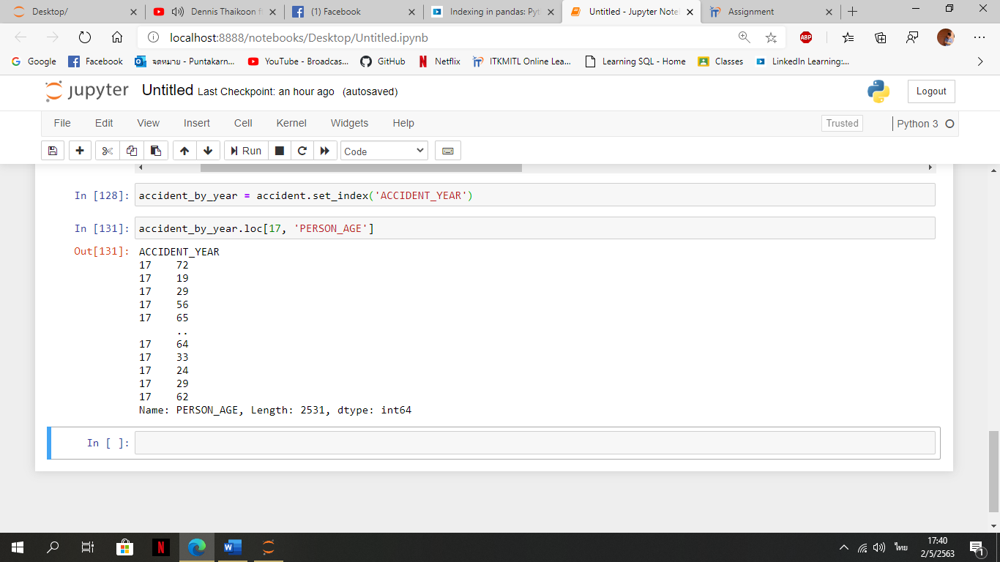 Desktop/
Dennis Thaikoon f
(1) Facebook
Indexing in pandas: Pyt
Untitled - Jupyter Note
Assignment
localhost:8888/notebooks/Desktop/Untitled.ipynb
ABP
Google
Facebook
จดหมาย - Puntakarn...
YouTube - Broadcas...
GitHub
Netflix
ITKMITL Online Lea...
Learning SQL - Home
Classes
LinkedIn Learning:...
jupyter
Untitled Last Checkpoint: an hour ago (autosaved)
Logout
File Edit View Insert Cell Kernel Widgets Help
Trusted
Python 3
Run
Code
In [128]: accident_by_year = accident.set_index('ACCIDENT_YEAR')
In [131]: accident_by_year.loc[17, 'PERSON_AGE']
Out[131]: ACCIDENT_YEAR
17 72
17 19
17 29
17 56
17 65
..
17 64
17 33
17 24
17 29
17 62
Name: PERSON_AGE, Length: 2531, dtype: int64
In [ ]:
ไทย
17:40
2/5/2563
1